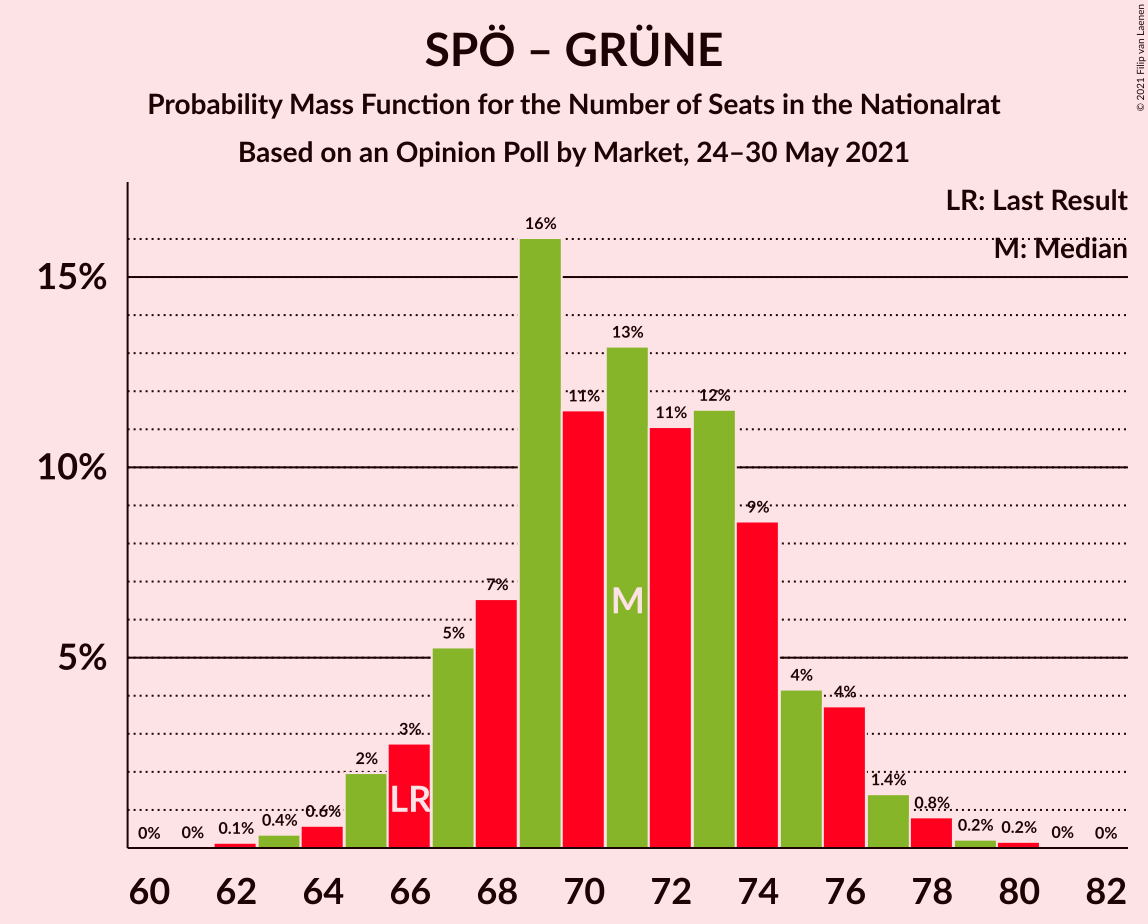 SPÖ – GRÜNE
Probability Mass Function for the Number of Seats in the Nationalrat
Based on an Opinion Poll by Market, 24–30 May 2021
© 2021 Filip van Laenen
LR: Last Result
M: Median
15%
10%
5%
0%
0%
0.1%
0.4%
0.6%
2%
3%
5%
7%
16%
11%
13%
11%
12%
9%
4%
4%
1.4%
0.8%
0.2%
0.2%
0%
0%
LR
M
60 62 64 66 68 70 72 74 76 78 80 82